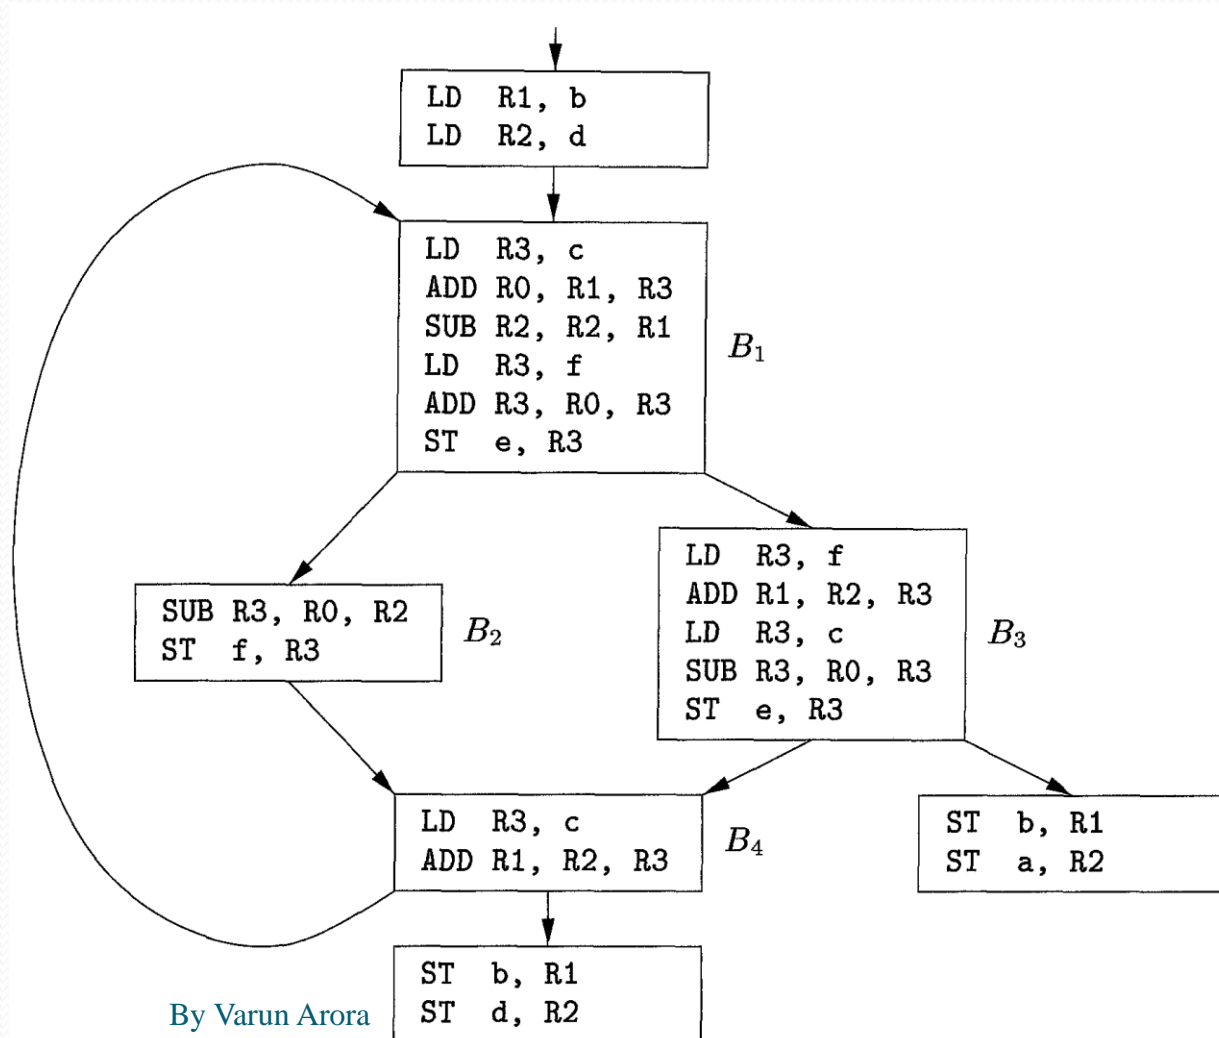 LD R1, b
LD R2, d
LD R3, c
ADD R0, R1, R3
SUB R2, R2, R1
LD R3, f
ADD R3, R0, R3
ST e, R3
B₁
SUB R3, R0, R2
ST f, R3
B₂
LD R3, f
ADD R1, R2, R3
LD R3, c
SUB R3, R0, R3
ST e, R3
B₃
LD R3, c
ADD R1, R2, R3
B₄
ST b, R1
ST a, R2
ST b, R1
ST d, R2
By Varun Arora